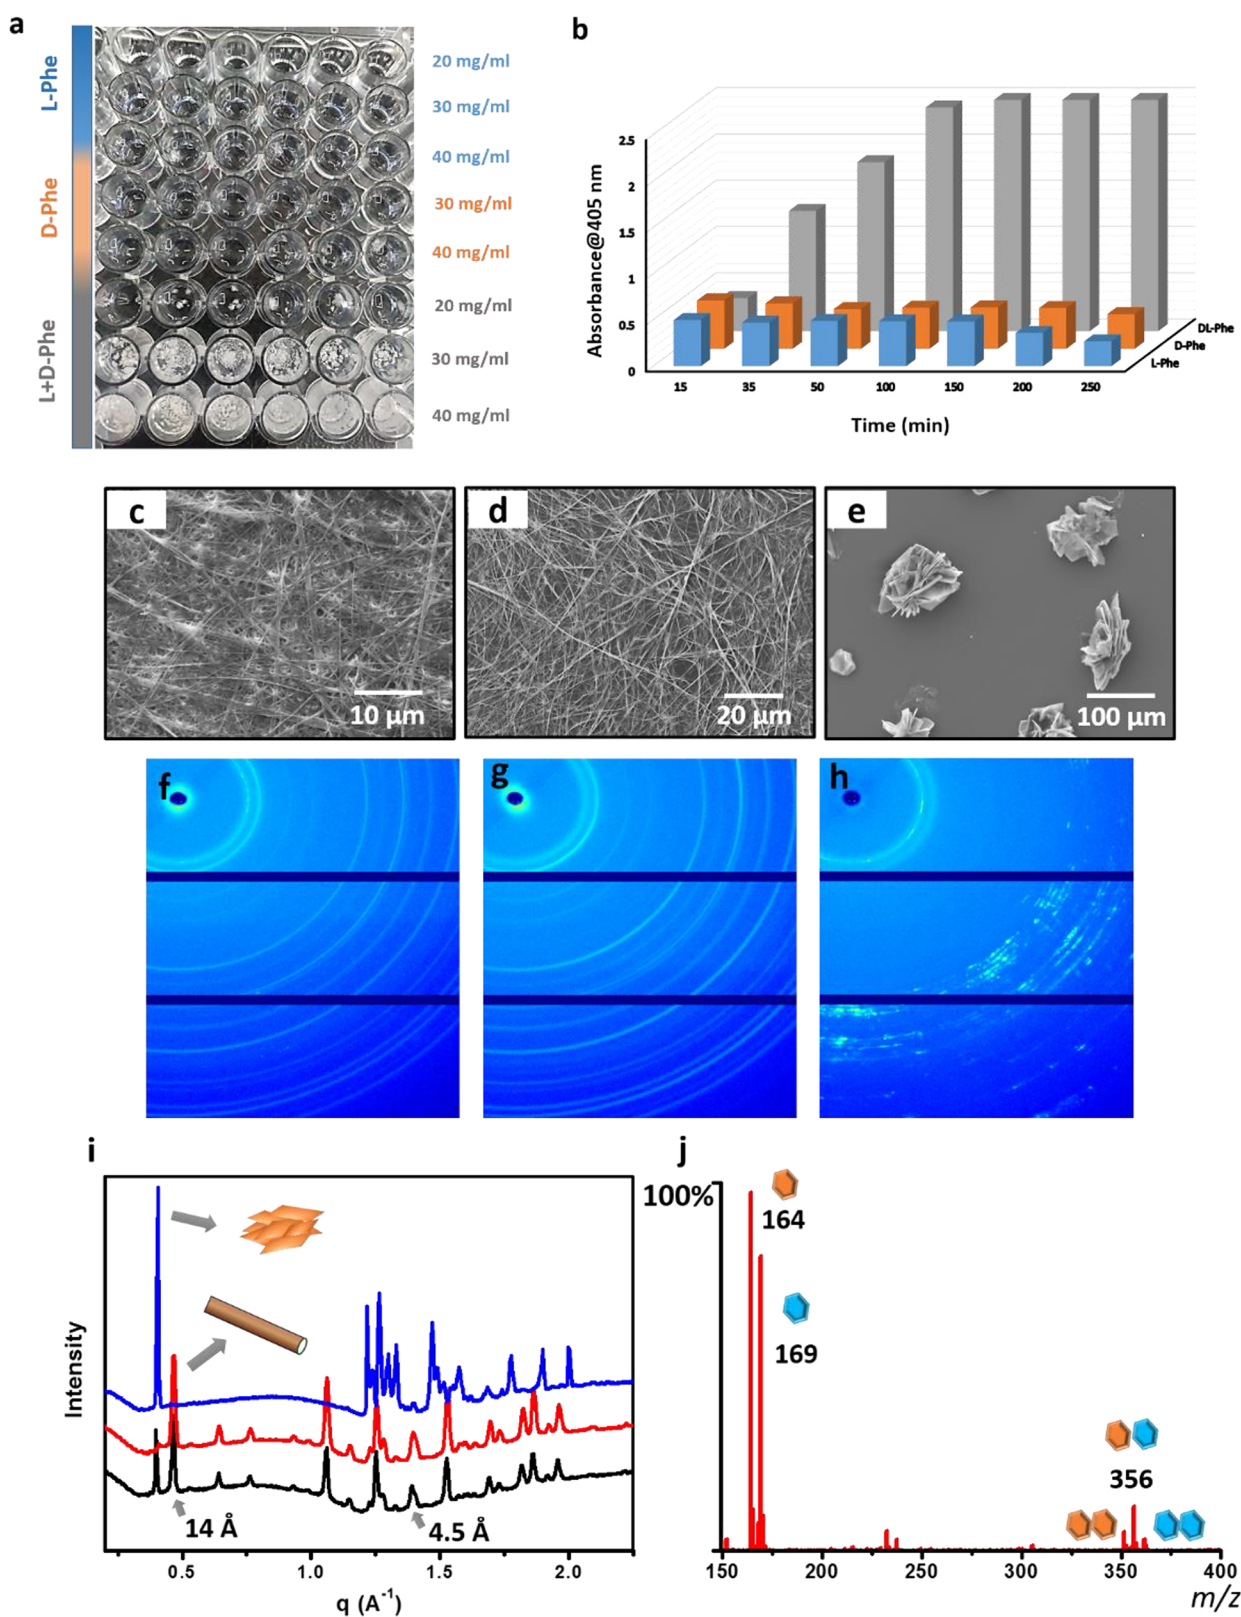 a
L-Phe
D-Phe
L+D-Phe
20 mg/ml
30 mg/ml
40 mg/ml
30 mg/ml
40 mg/ml
20 mg/ml
30 mg/ml
40 mg/ml
b
Absorbance@405 nm
2.5
2
1.5
1
0.5
0
15 35 50 100 150 200 250
DL-Phe
D-Phe
L-Phe
Time (min)
c
10 µm
d
20 µm
e
100 µm
f
g
h
i
Intensity
14 Å
4.5 Å
0.5 1.0 1.5 2.0
q (A⁻¹)
j
100%
164
169
356
150 200 250 300 350 400
m/z